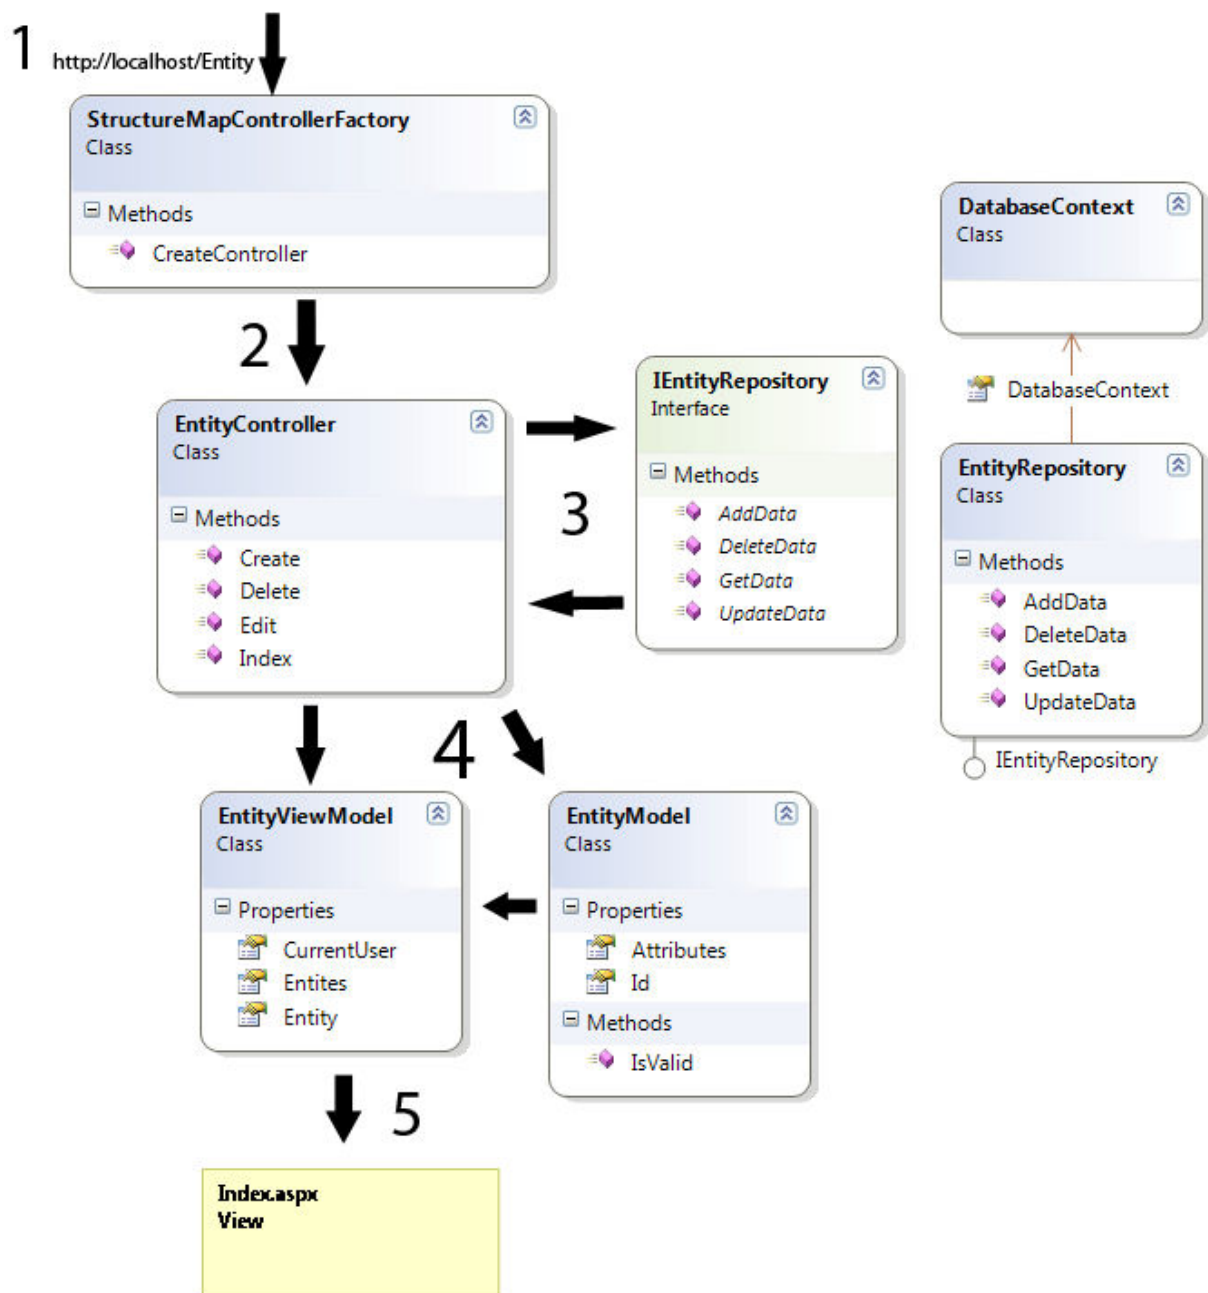 1
http://localhost/Entity
StructureMapControllerFactory
Class
Methods
CreateController
2
EntityController
Class
Methods
Create
Delete
Edit
Index
3
IEntityRepository
Interface
Methods
AddData
DeleteData
GetData
UpdateData
DatabaseContext
Class
DatabaseContext
EntityRepository
Class
Methods
AddData
DeleteData
GetData
UpdateData
IEntityRepository
4
EntityViewModel
Class
Properties
CurrentUser
Entites
Entity
EntityModel
Class
Properties
Attributes
Id
Methods
IsValid
5
Index.aspx
View